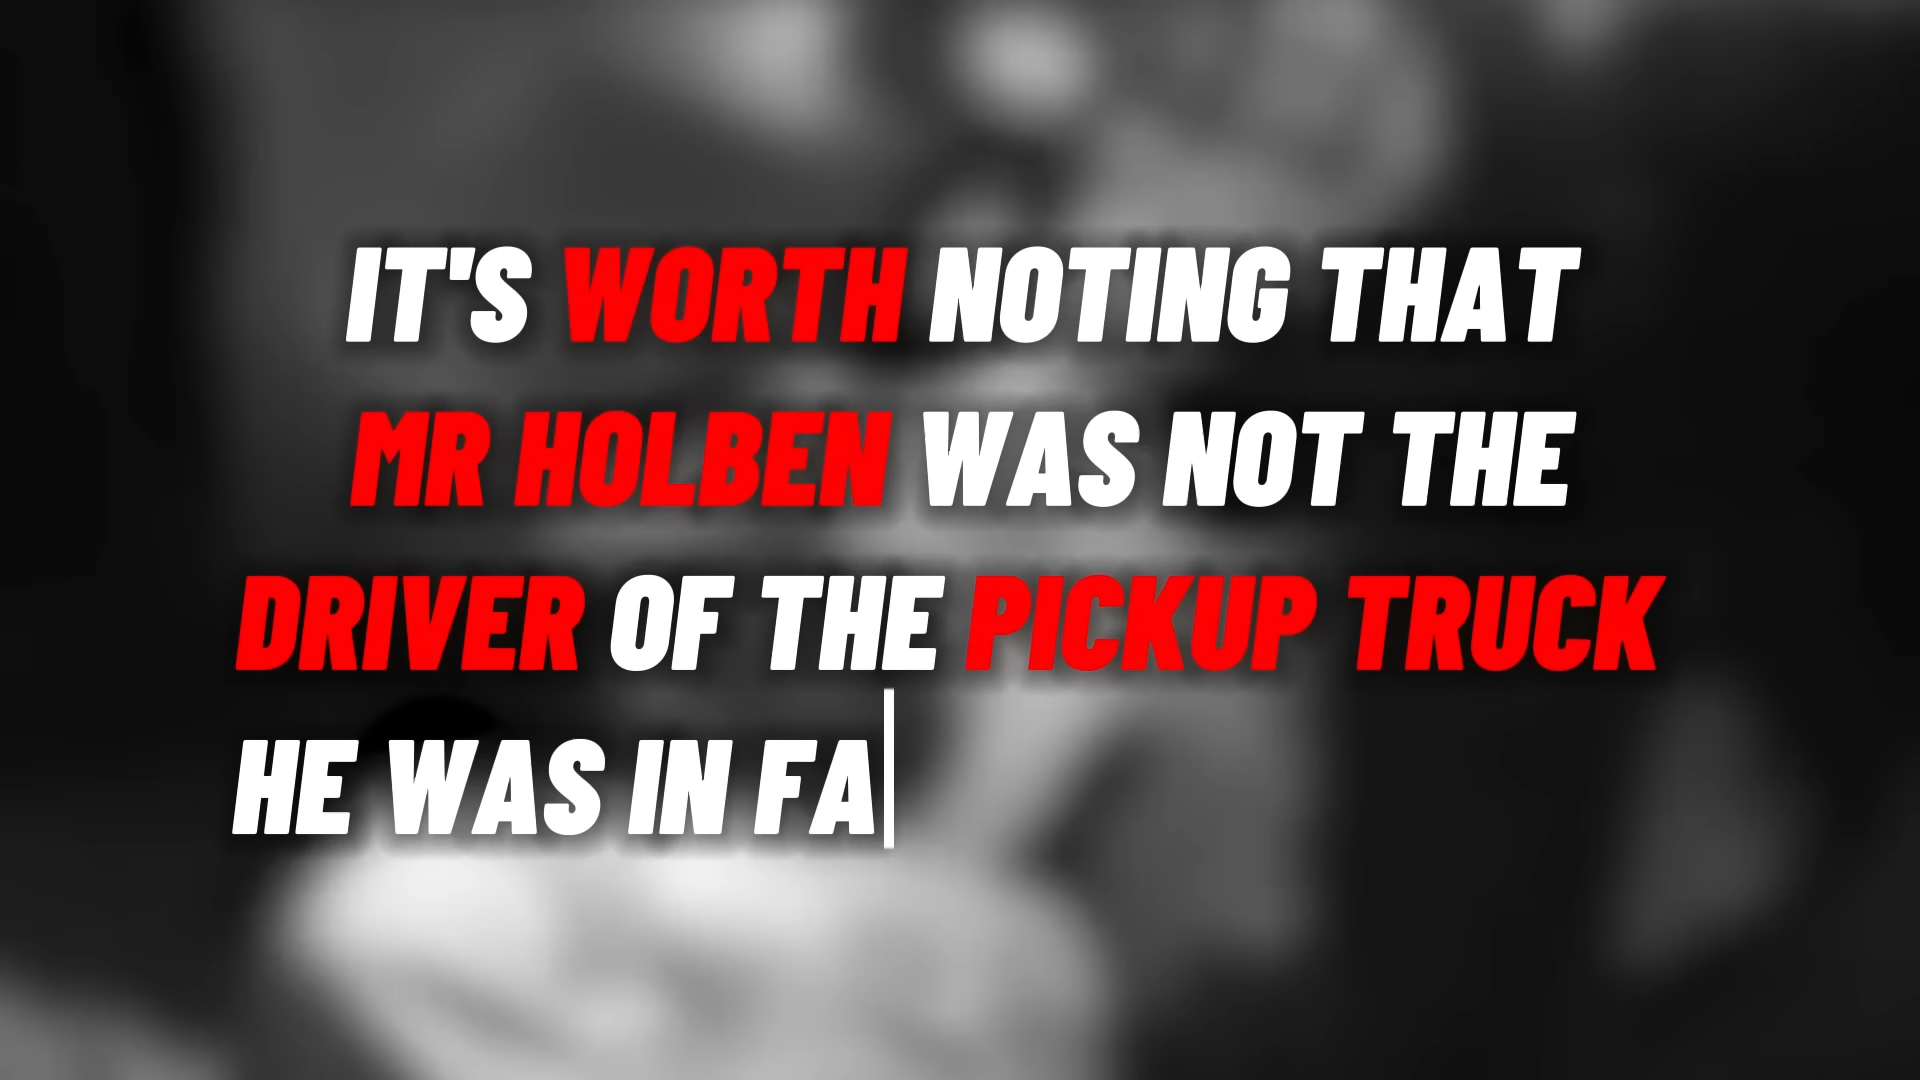 IT'S WORTH NOTING THAT
MR HOLBEN WAS NOT THE
DRIVER OF THE PICKUP TRUCK
HE WAS IN FA